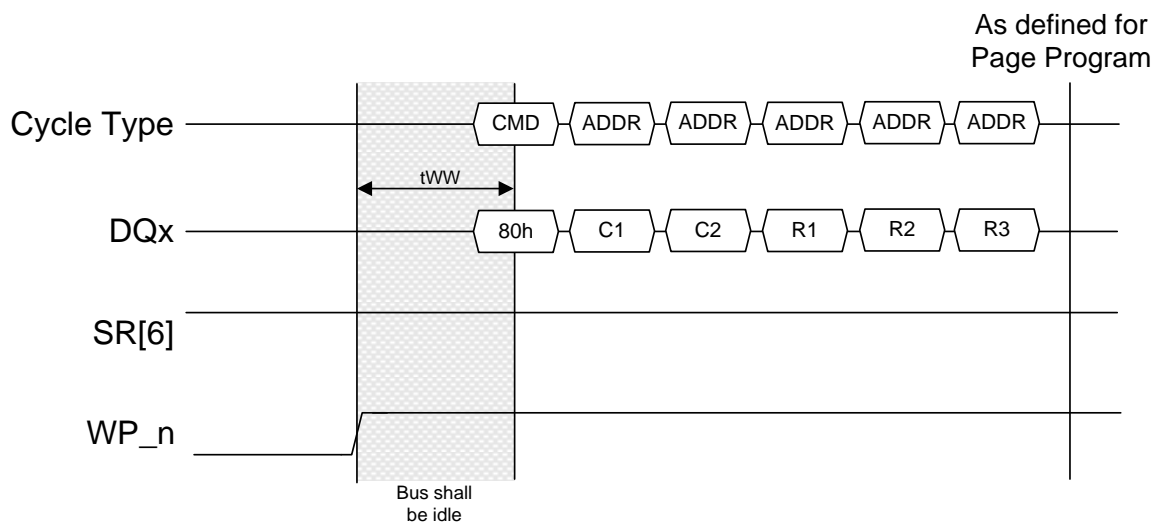 As defined for
Page Program
Cycle Type CMD ADDR ADDR ADDR ADDR ADDR
tWW
DQx 80h C1 C2 R1 R2 R3
SR[6]
WP_n
Bus shall
be idle